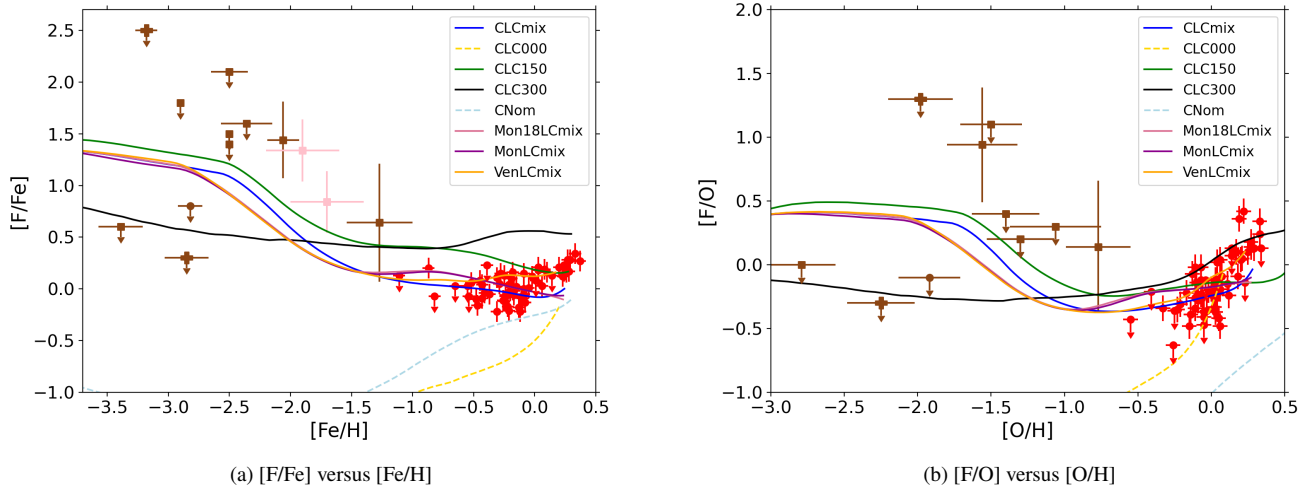 2.5
2.0
1.5
1.0
0.5
0.0
−0.5
−1.0
[F/Fe]
−3.5 −3.0 −2.5 −2.0 −1.5 −1.0 −0.5 0.0 0.5
[Fe/H]
CLCmix
CLC000
CLC150
CLC300
CNom
Mon18LCmix
MonLCmix
VenLCmix
(a) [F/Fe] versus [Fe/H]
2.0
1.5
1.0
0.5
0.0
−0.5
−1.0
[F/O]
−3.0 −2.5 −2.0 −1.5 −1.0 −0.5 0.0 0.5
[O/H]
CLCmix
CLC000
CLC150
CLC300
CNom
Mon18LCmix
MonLCmix
VenLCmix
(b) [F/O] versus [O/H]